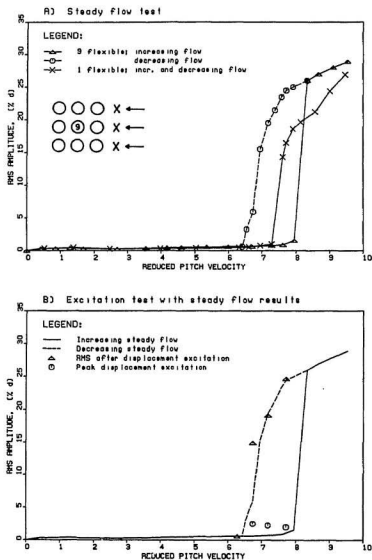 A) Steady flow test
LEGEND:
9 flexible; increasing flow
decreasing flow
1 flexible; incr. and decreasing flow
X
9 X
X
RMS AMPLITUDE, [% d]
35
30
25
20
15
10
5
0
0 1 2 3 4 5 6 7 8 9 10
REDUCED PITCH VELOCITY
B) Excitation test with steady flow results
LEGEND:
Increasing steady flow
Decreasing steady flow
RMS after displacement excitation
Peak displacement excitation
RMS AMPLITUDE, [% d]
35
30
25
20
15
10
5
0
0 1 2 3 4 5 6 7 8 9 10
REDUCED PITCH VELOCITY